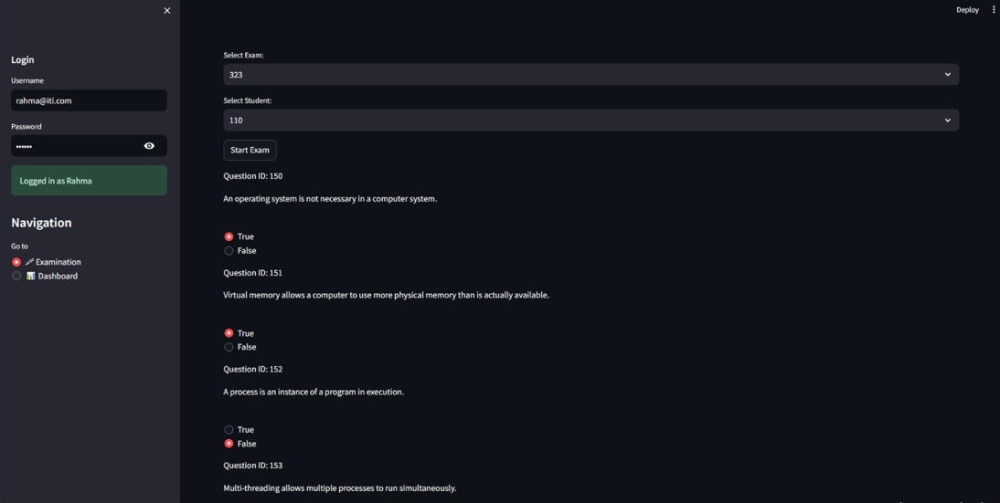 Deploy
Login
Username
rahma@iti.com
Password
••••••
Logged in as Rahma
Navigation
Go to
Examination
Dashboard
Select Exam:
323
Select Student:
110
Start Exam
Question ID: 150
An operating system is not necessary in a computer system.
True
False
Question ID: 151
Virtual memory allows a computer to use more physical memory than is actually available.
True
False
Question ID: 152
A process is an instance of a program in execution.
True
False
Question ID: 153
Multi-threading allows multiple processes to run simultaneously.